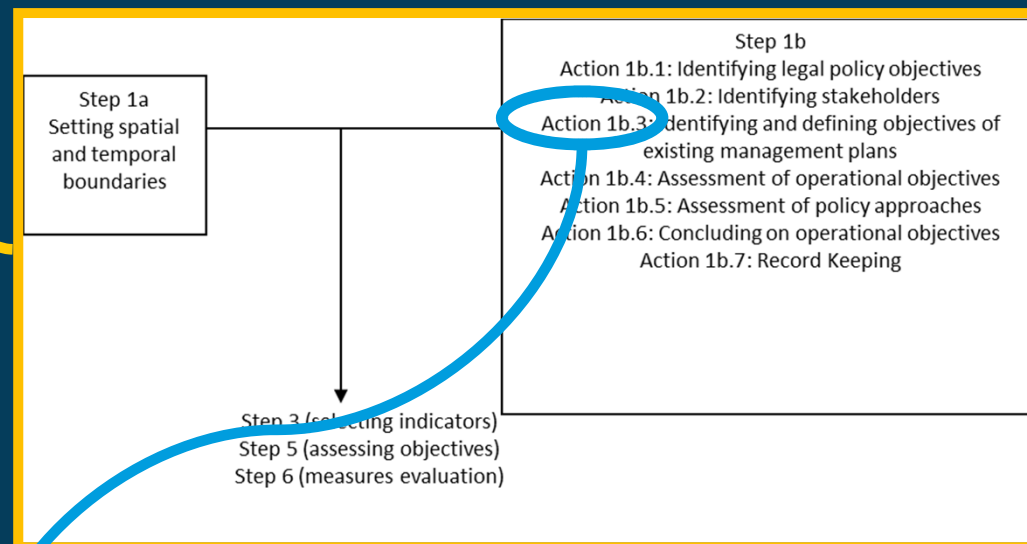 Step 1a
Setting spatial
and temporal
boundaries
Step 1b
Action 1b.1: Identifying legal policy objectives
Action 1b.2: Identifying stakeholders
Action 1b.3: Identifying and defining objectives of
existing management plans
Action 1b.4: Assessment of operational objectives
Action 1b.5: Assessment of policy approaches
Action 1b.6: Concluding on operational objectives
Action 1b.7: Record Keeping
Step 3 (selecting indicators)
Step 5 (assessing objectives)
Step 6 (measures evaluation)